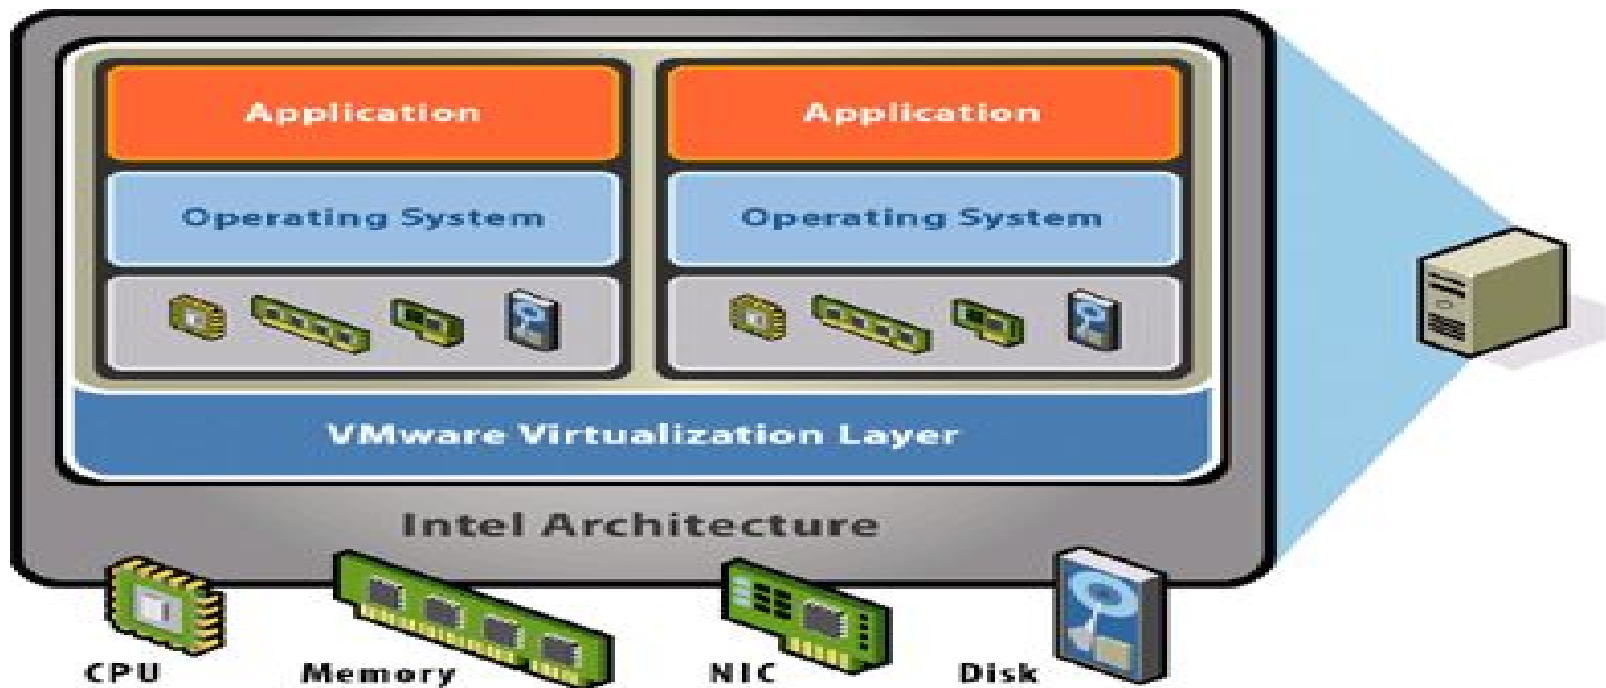 Application
Application
Operating System
Operating System
VMware Virtualization Layer
Intel Architecture
CPU
Memory
NIC
Disk